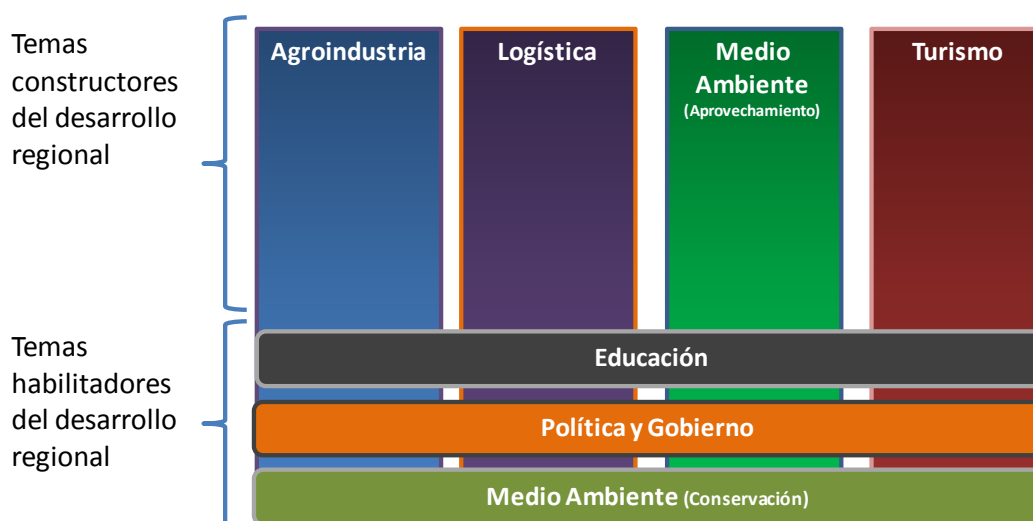 Temas
constructores
del desarrollo
regional
Agroindustria
Logística
Medio
Ambiente
(Aprovechamiento)
Turismo
Temas
habilitadores
del desarrollo
regional
Educación
Política y Gobierno
Medio Ambiente (Conservación)